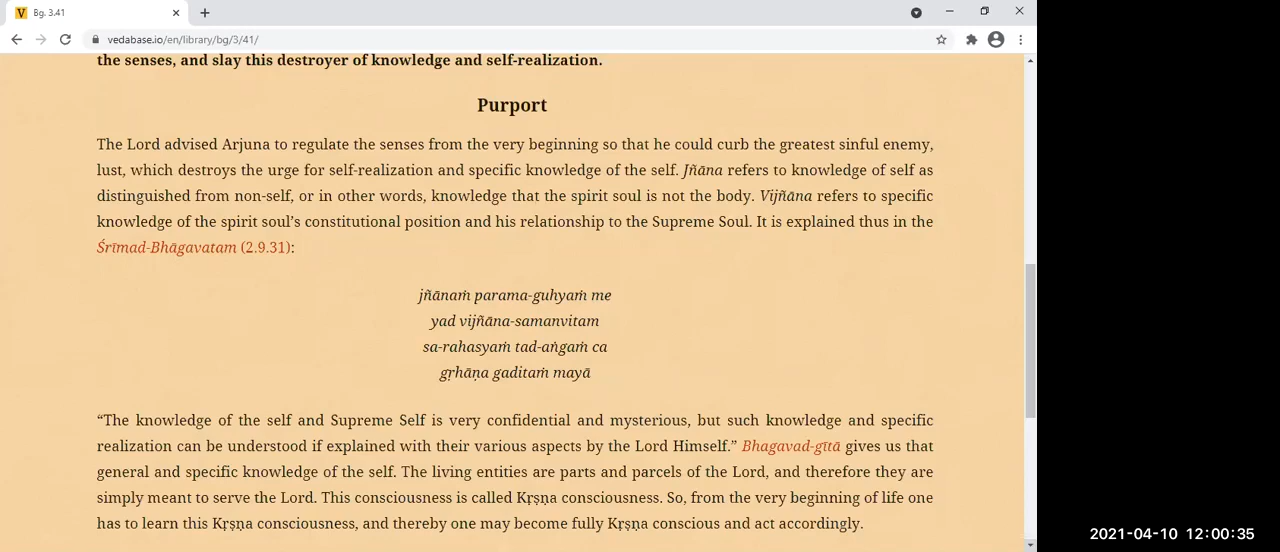 Bg. 3.41
vedabase.io/en/library/bg/3/41/
the senses, and slay this destroyer of knowledge and self-realization.
Purport
The Lord advised Arjuna to regulate the senses from the very beginning so that he could curb the greatest sinful enemy,
lust, which destroys the urge for self-realization and specific knowledge of the self. Jñāna refers to knowledge of self as
distinguished from non-self, or in other words, knowledge that the spirit soul is not the body. Vijñāna refers to specific
knowledge of the spirit soul’s constitutional position and his relationship to the Supreme Soul. It is explained thus in the
Śrīmad-Bhāgavatam (2.9.31):
jñānaṁ parama-guhyaṁ me
yad vijñāna-samanvitam
sa-rahasyaṁ tad-aṅgaṁ ca
gṛhāṇa gaditaṁ mayā
“The knowledge of the self and Supreme Self is very confidential and mysterious, but such knowledge and specific
realization can be understood if explained with their various aspects by the Lord Himself.” Bhagavad-gītā gives us that
general and specific knowledge of the self. The living entities are parts and parcels of the Lord, and therefore they are
simply meant to serve the Lord. This consciousness is called Kṛṣṇa consciousness. So, from the very beginning of life one
has to learn this Kṛṣṇa consciousness, and thereby one may become fully Kṛṣṇa conscious and act accordingly.
2021-04-10 12:00:35